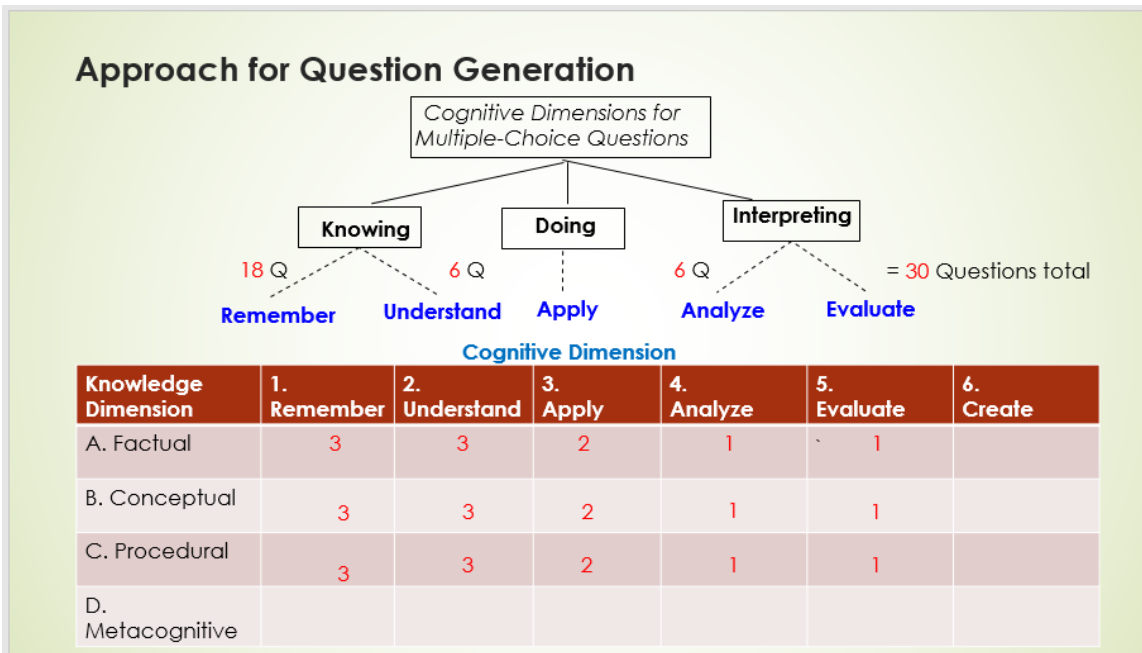 Approach for Question Generation
Cognitive Dimensions for
Multiple-Choice Questions
Knowing
Doing
Interpreting
18 Q
6 Q
6 Q
= 30 Questions total
Remember
Understand
Apply
Analyze
Evaluate
Cognitive Dimension
Knowledge Dimension 1. Remember 2. Understand 3. Apply 4. Analyze 5. Evaluate 6. Create
A. Factual 3 3 2 1 ` 1
B. Conceptual 3 3 2 1 1
C. Procedural 3 3 2 1 1
D.
Metacognitive